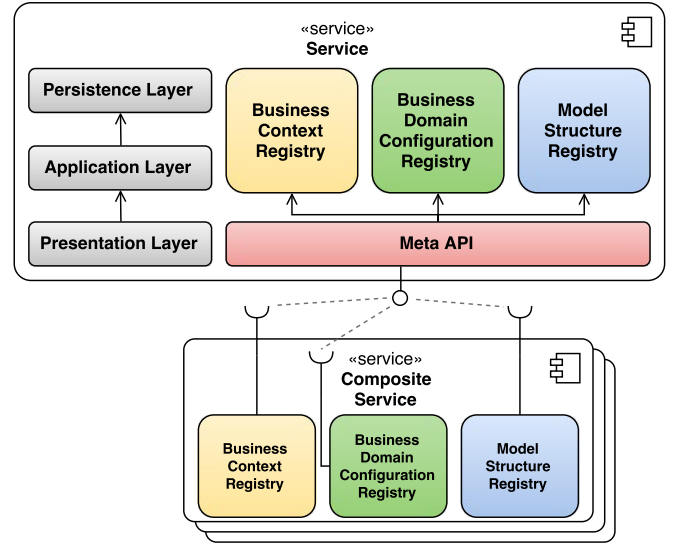 «service»
Service
Persistence Layer
Application Layer
Presentation Layer
Business
Context
Registry
Business
Domain
Configuration
Registry
Model
Structure
Registry
Meta API
«service»
Composite
Service
Business
Context
Registry
Business
Domain
Configuration
Registry
Model
Structure
Registry